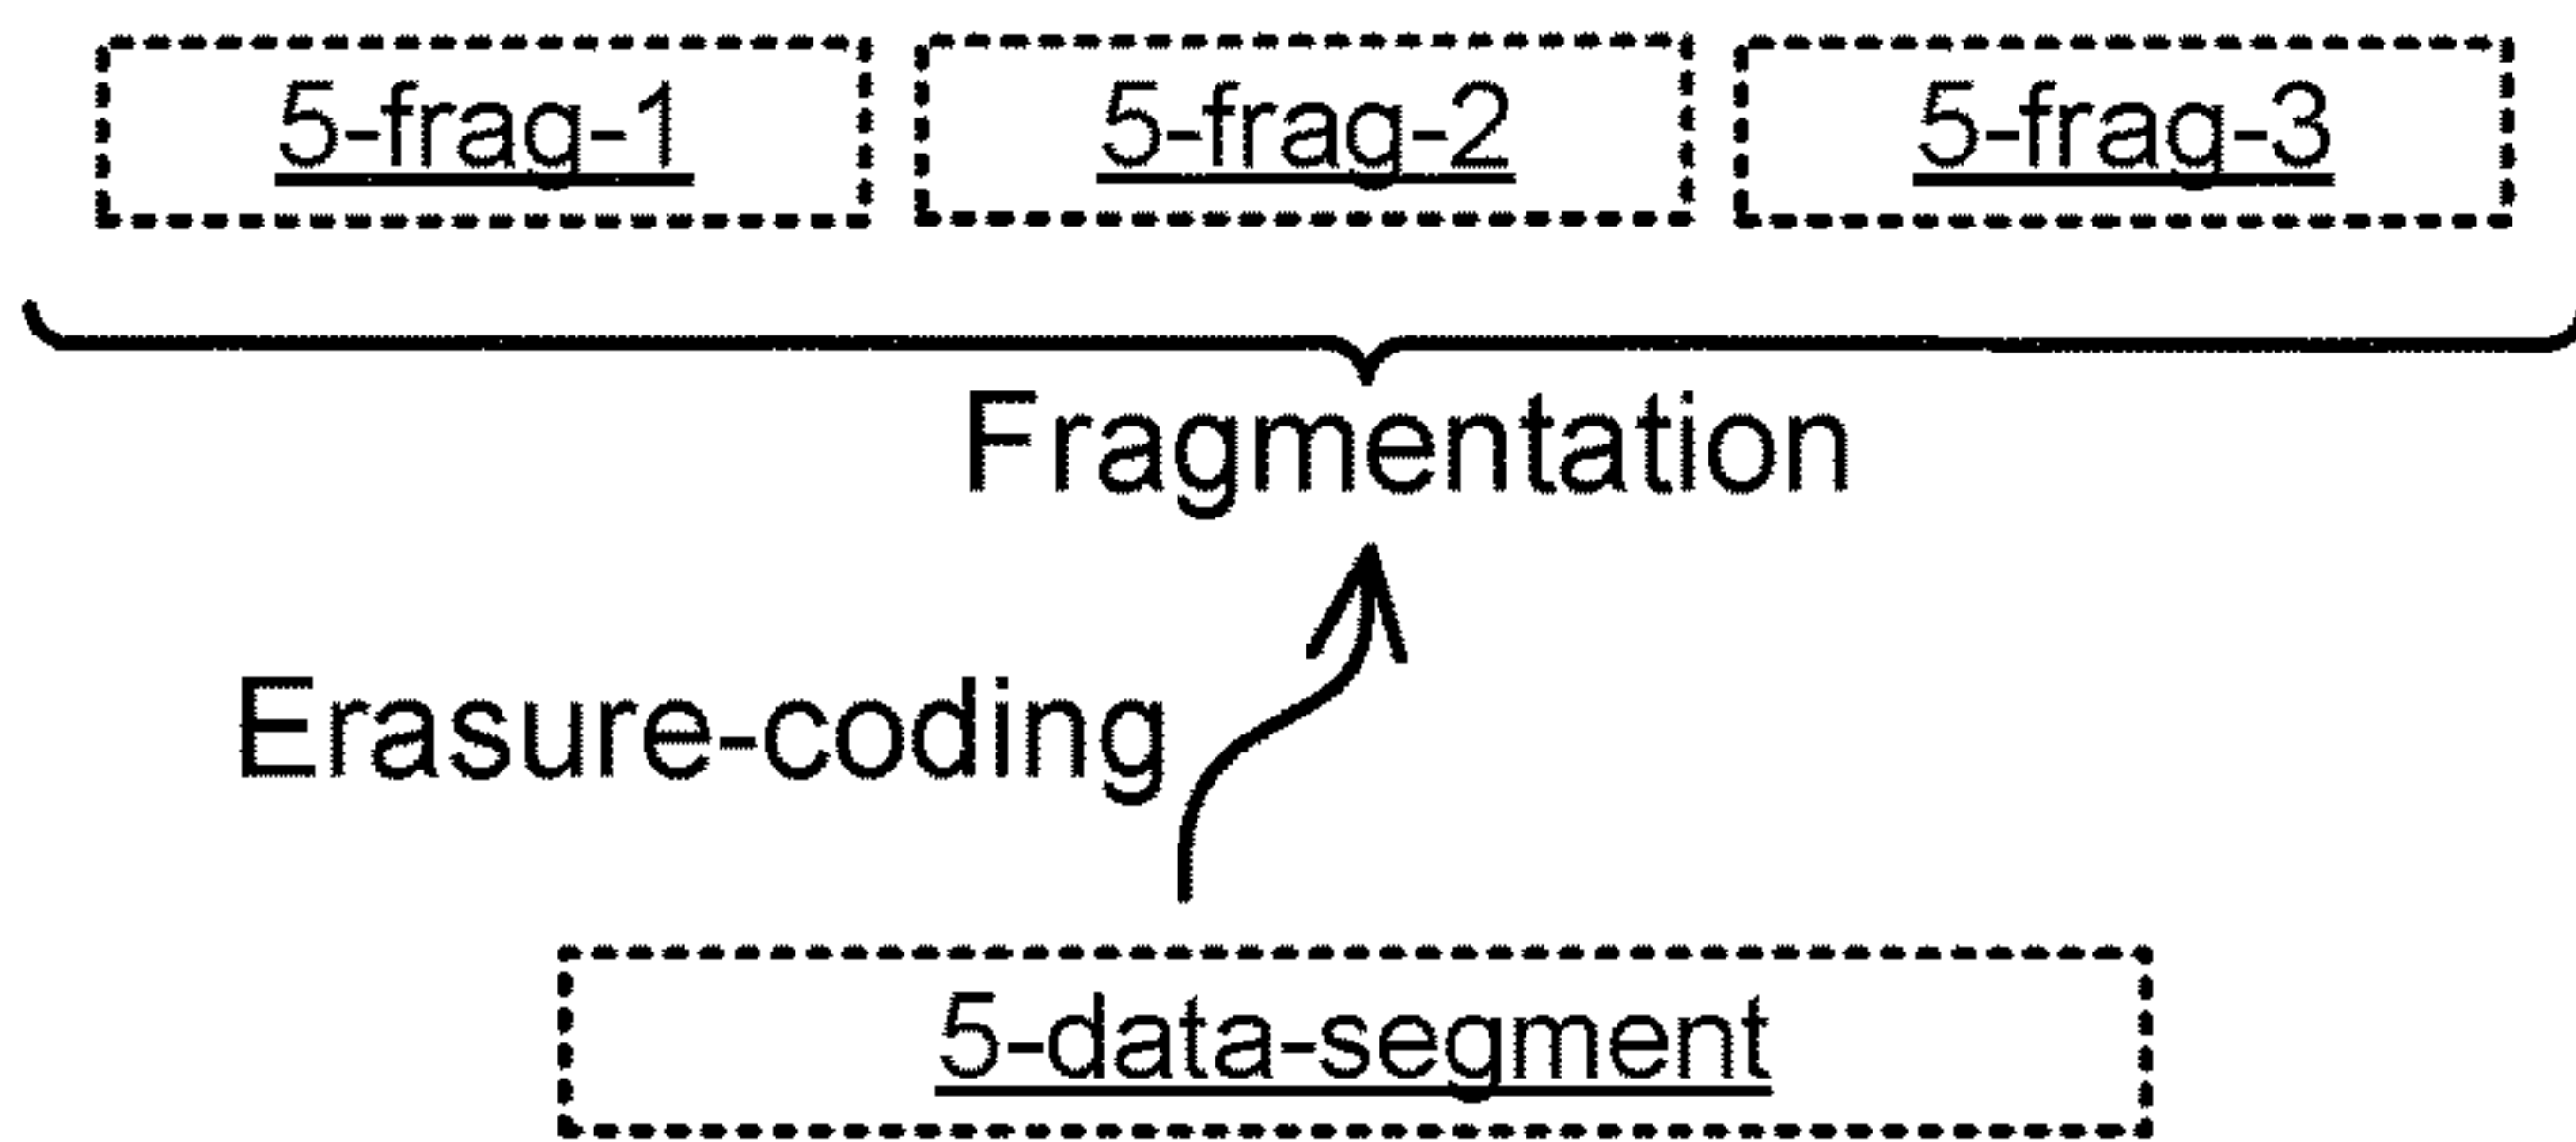 5-frag-1 5-frag-2 5-frag-3
Fragmentation
Erasure-coding
5-data-segment